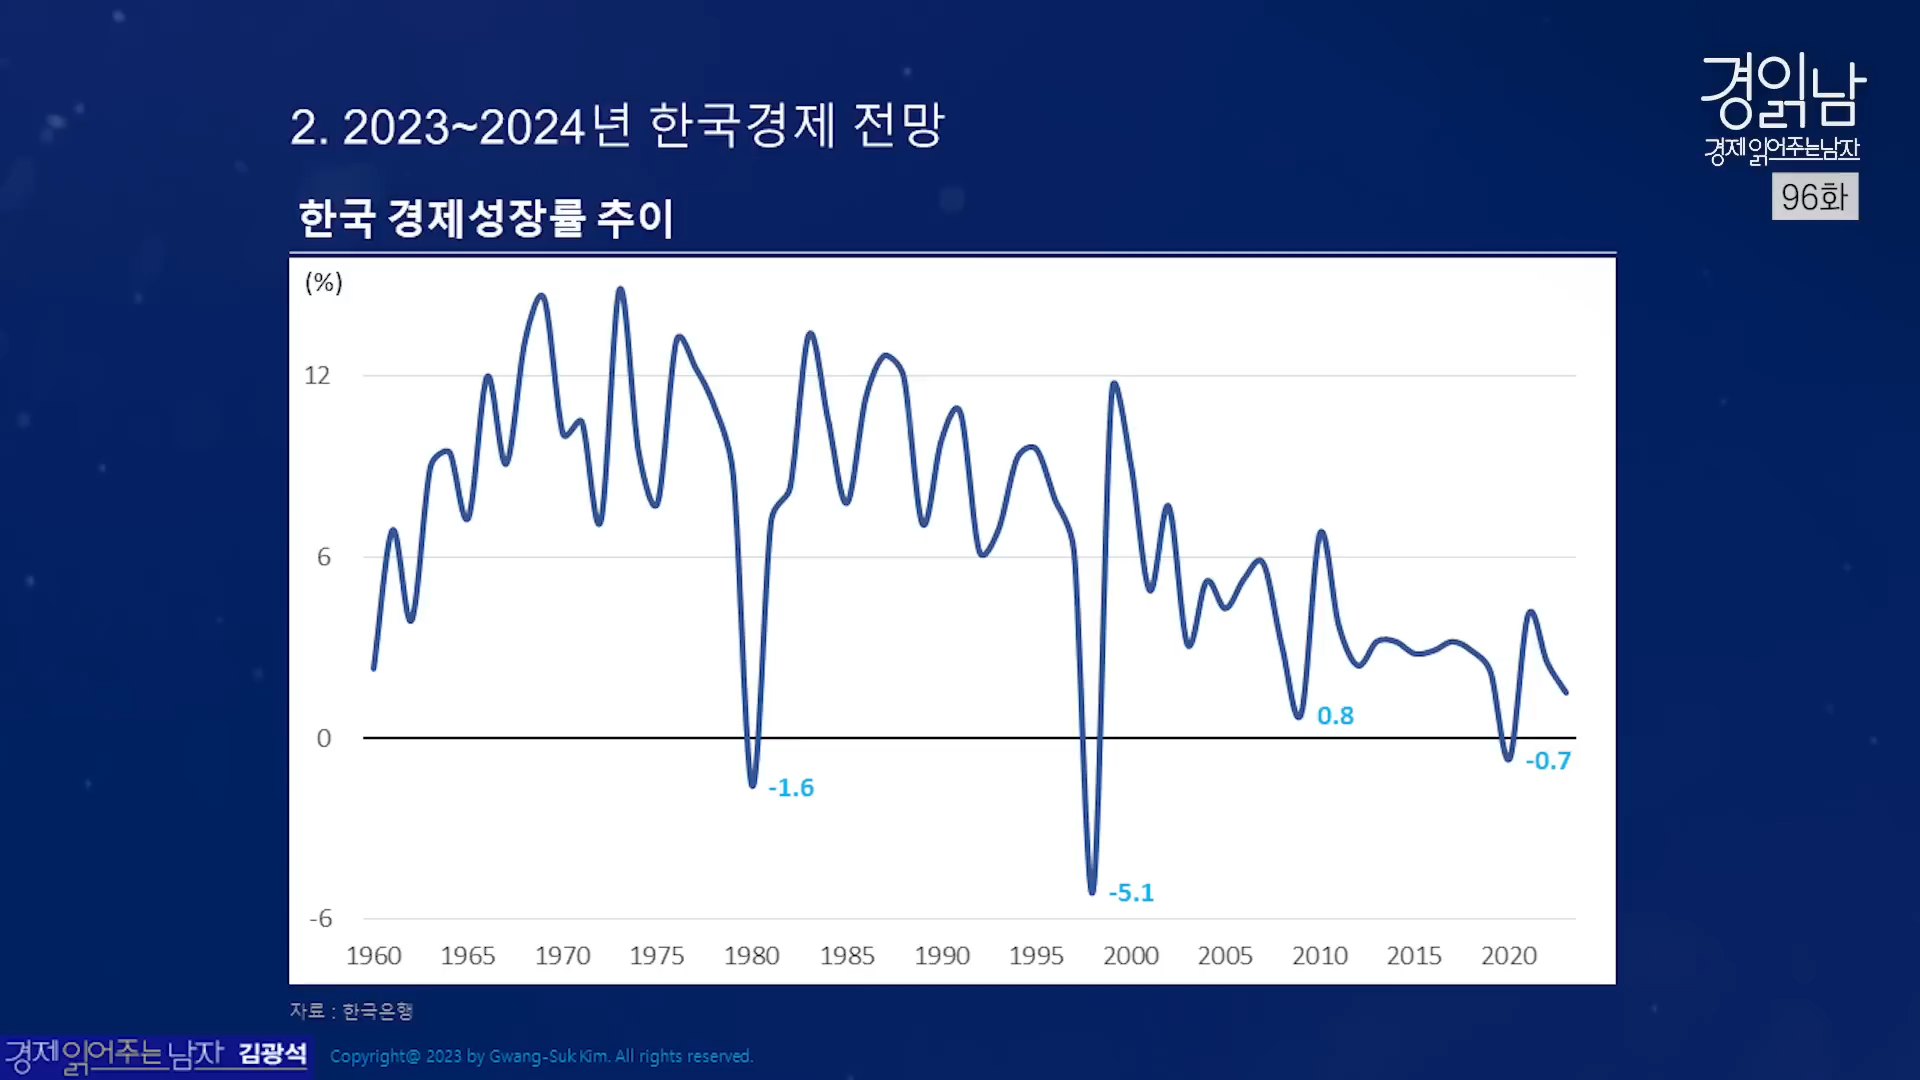 경읽남
경제 읽어주는 남자
96화
2. 2023~2024년 한국경제 전망
한국 경제성장률 추이
(%)
12
6
0
-6
-1.6
-5.1
0.8
-0.7
1960 1965 1970 1975 1980 1985 1990 1995 2000 2005 2010 2015 2020
자료 : 한국은행
경제 읽어주는 남자 김광석 Copyright@ 2023 by Gwang-Suk Kim. All rights reserved.